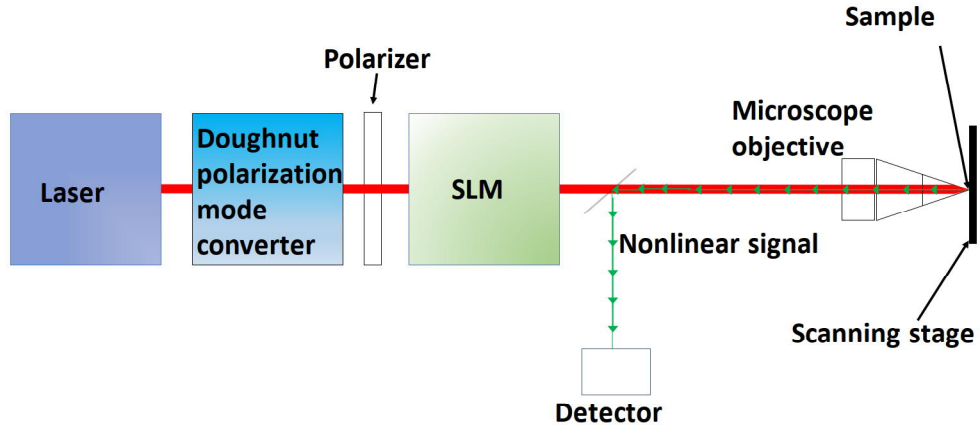 Sample
Polarizer
Microscope
objective
Laser
Doughnut
polarization
mode
converter
SLM
Nonlinear signal
Scanning stage
Detector